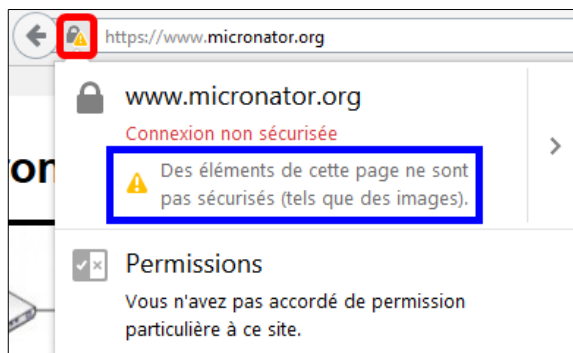 https://www.micronator.org
www.micronator.org
Connexion non sécurisée
on
Des éléments de cette page ne sont
pas sécurisés (tels que des images).
Permissions
Vous n'avez pas accordé de permission
particulière à ce site.